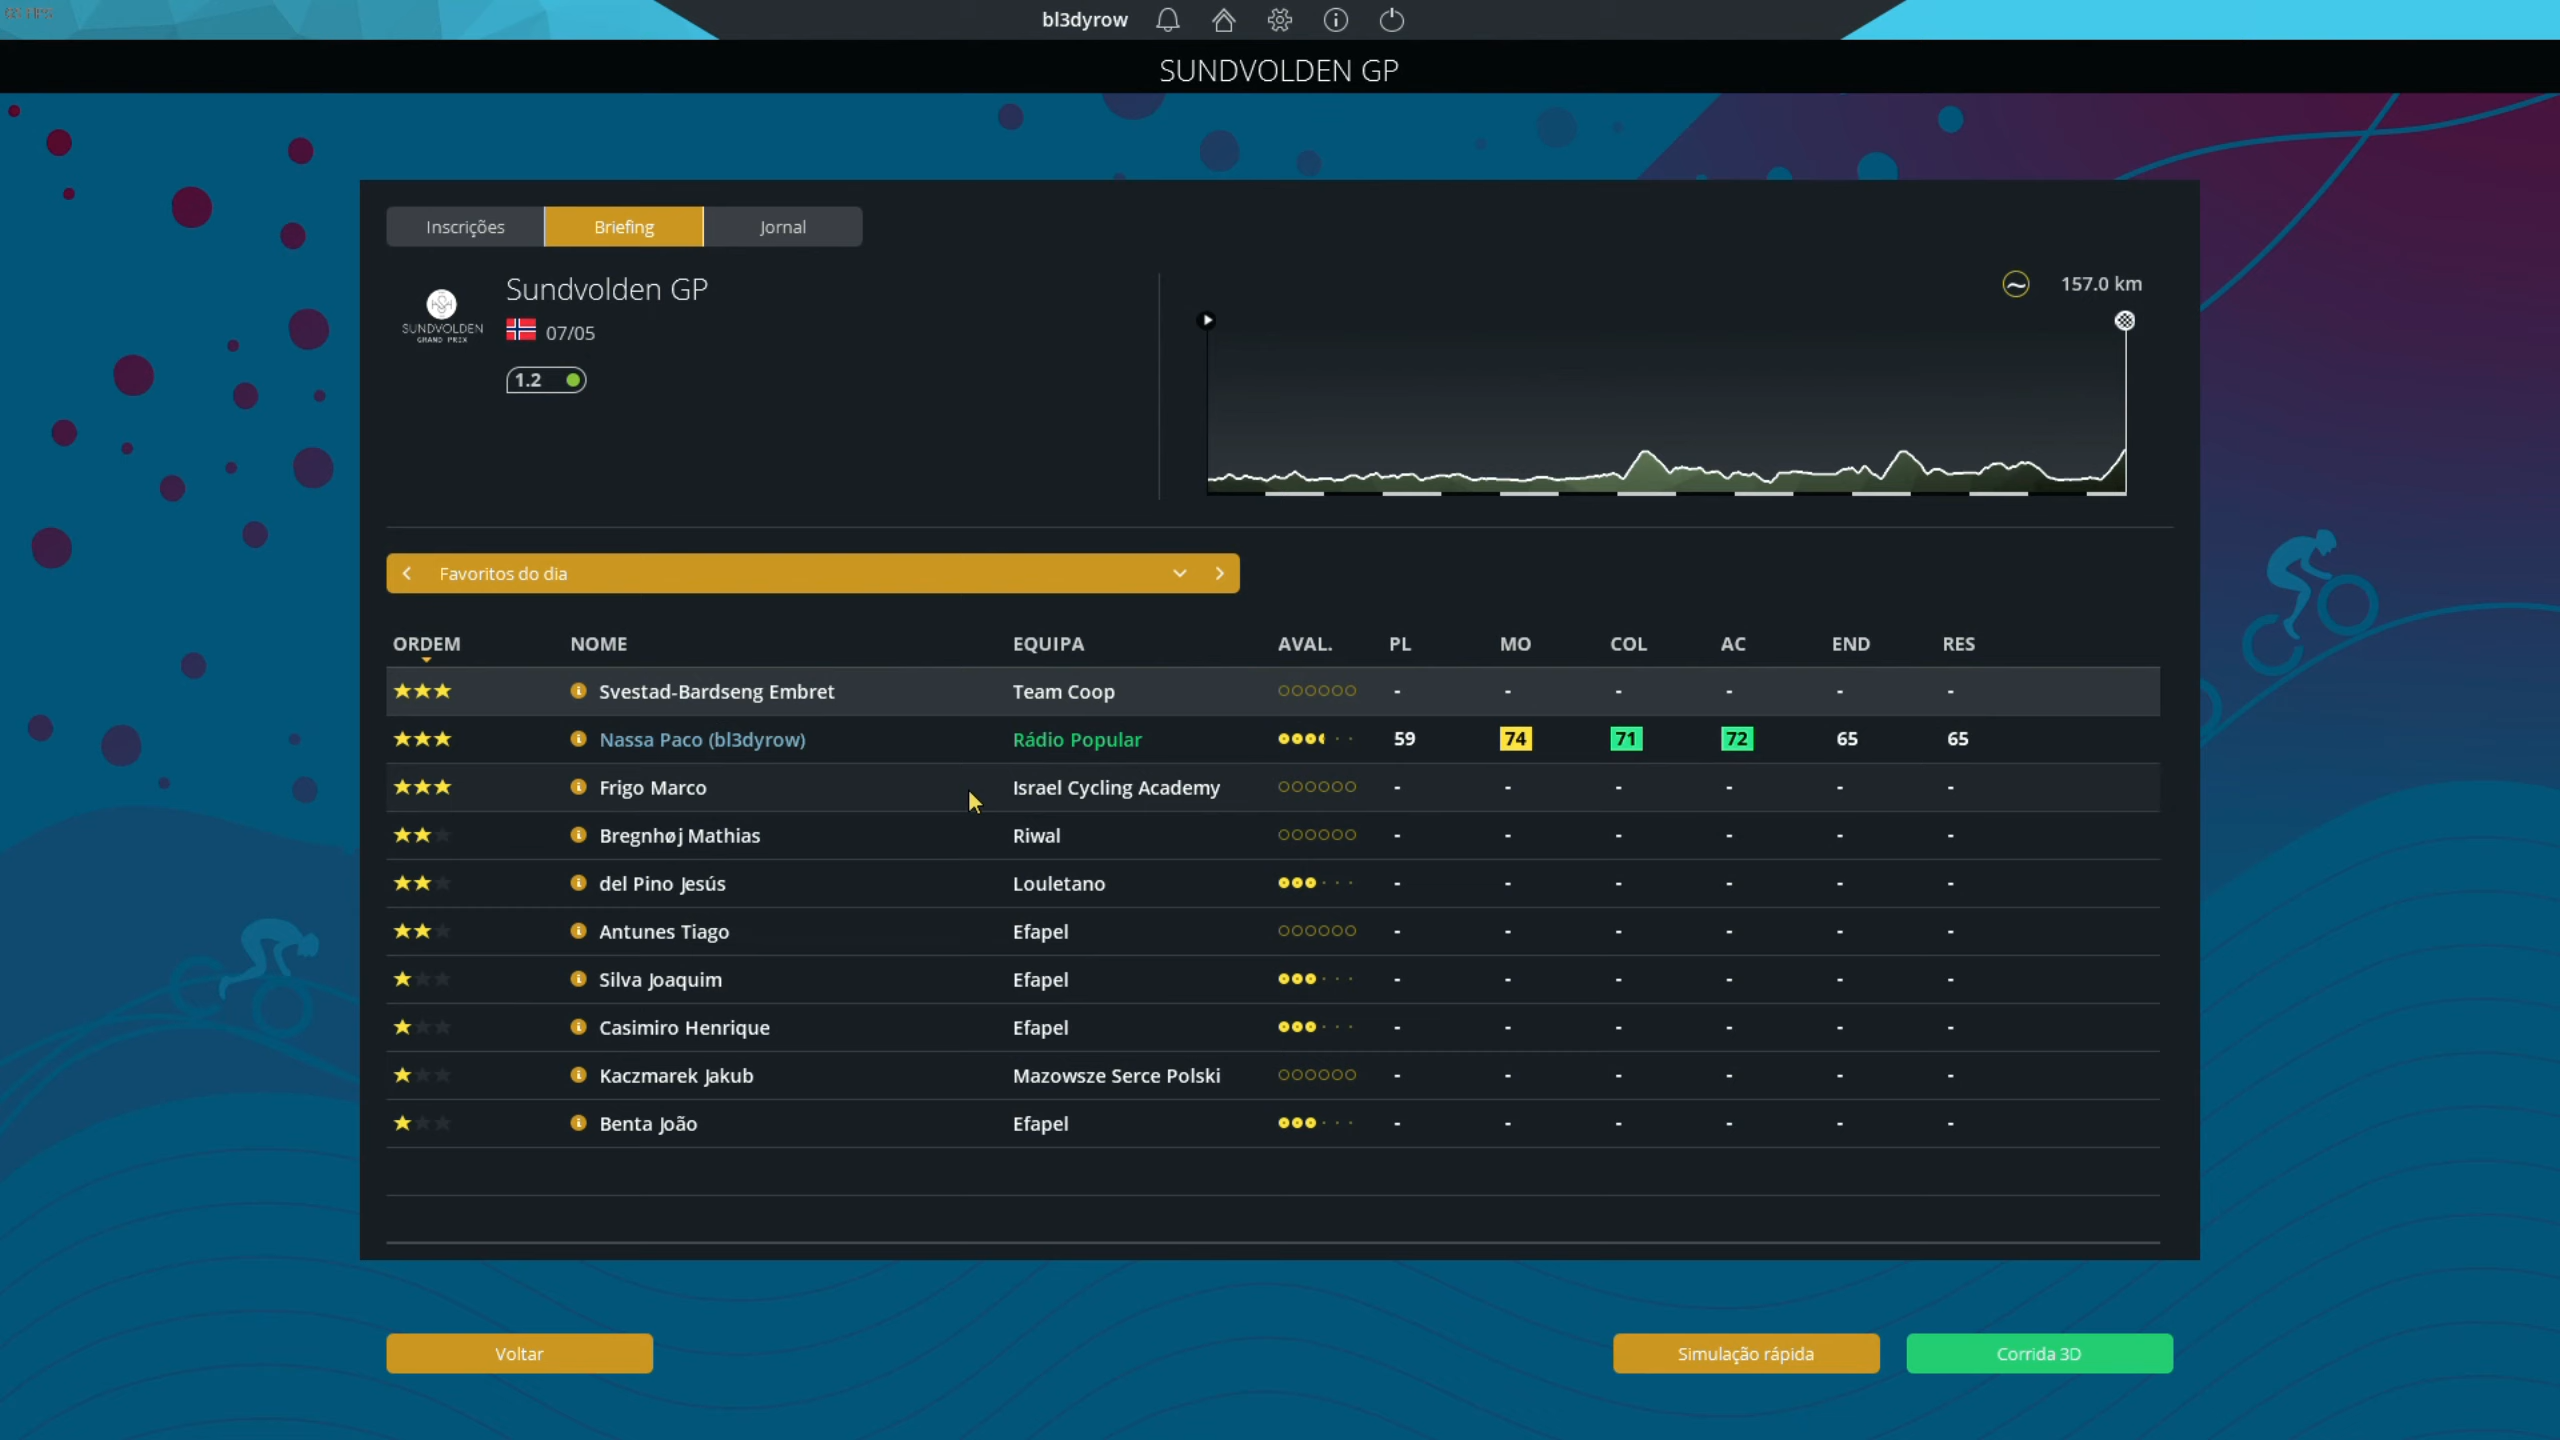 bl3dyrow
SUNDVOLDEN GP
Inscrições Briefing Jornal
Sundvolden GP
SUNDVOLDEN
GRAND PRIX
07/05
1.2
157.0 km
Favoritos do dia
ORDEM NOME EQUIPA AVAL. PL MO COL AC END RES
Svestad-Bardseng Embret Team Coop - - - - - -
Nassa Paco (bl3dyrow) Rádio Popular 59 74 71 72 65 65
Frigo Marco Israel Cycling Academy - - - - - -
Bregnhøj Mathias Riwal - - - - - -
del Pino Jesús Louletano - - - - - -
Antunes Tiago Efapel - - - - - -
Silva Joaquim Efapel - - - - - -
Casimiro Henrique Efapel - - - - - -
Kaczmarek Jakub Mazowsze Serce Polski - - - - - -
Benta João Efapel - - - - - -
Voltar Simulação rápida Corrida 3D